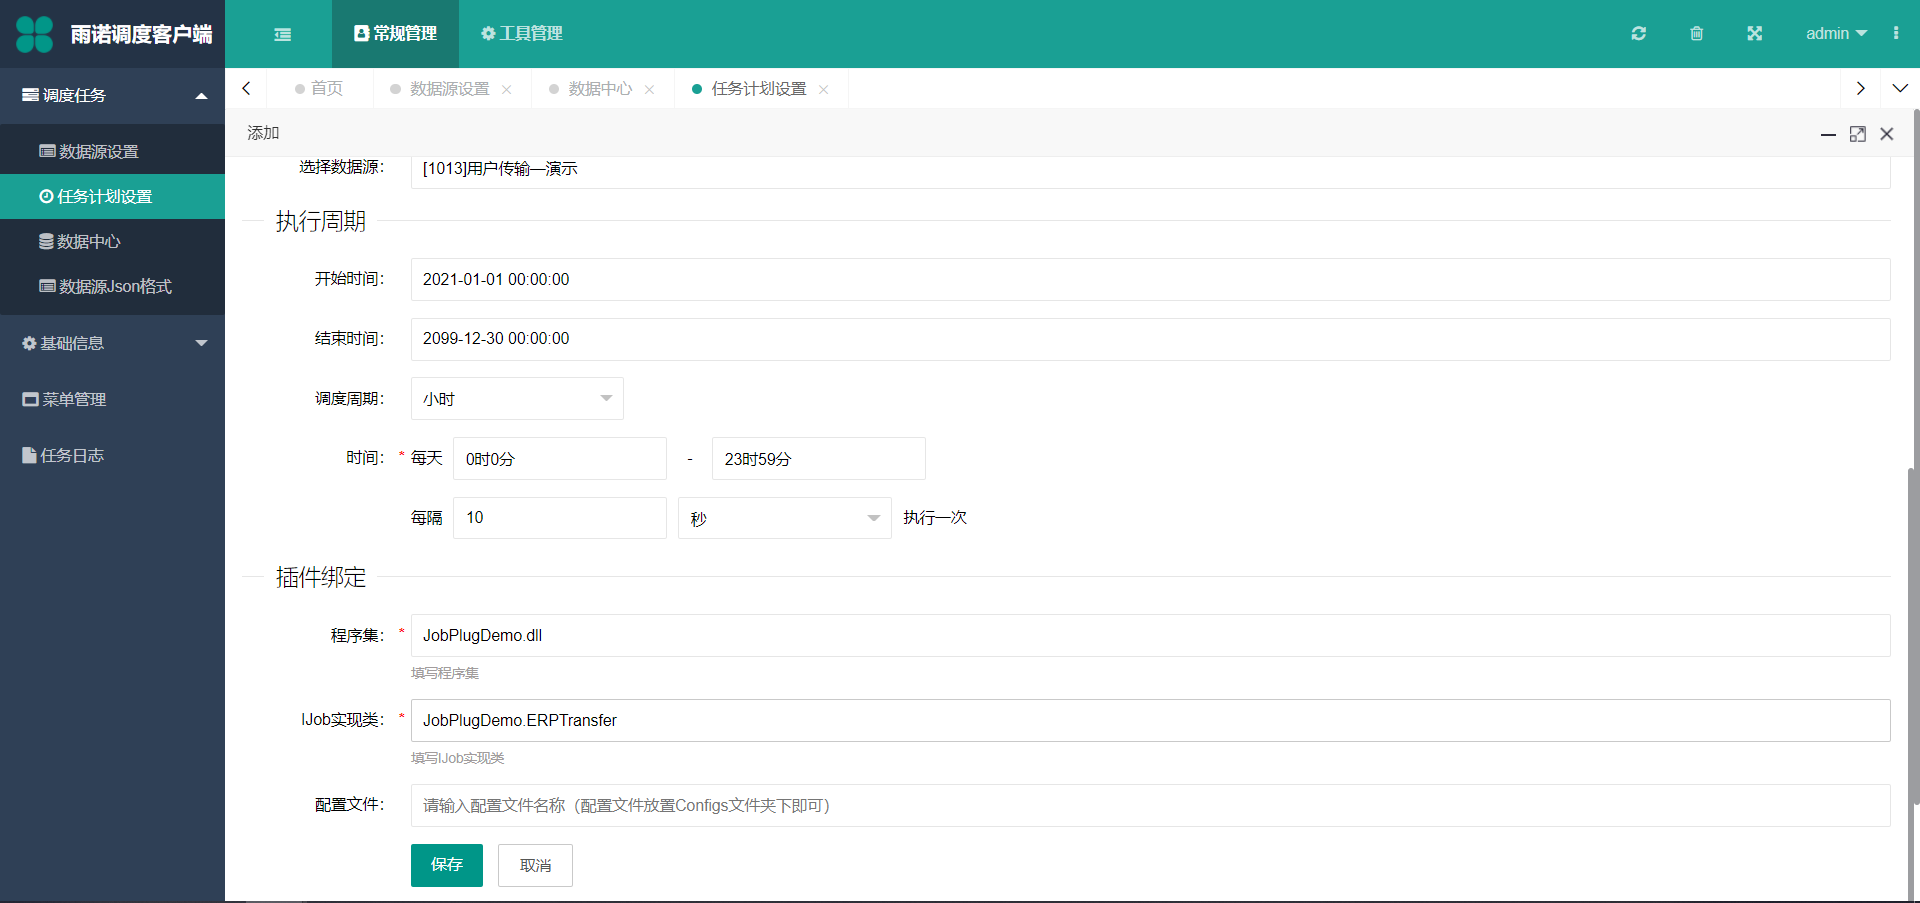 雨诺调度客户端
常规管理
工具管理
admin
调度任务
数据源设置
任务计划设置
数据中心
数据源Json格式
基础信息
菜单管理
任务日志
首页
数据源设置
数据中心
任务计划设置
添加
选择数据源： [1013]用户传输—演示
执行周期
开始时间： 2021-01-01 00:00:00
结束时间： 2099-12-30 00:00:00
调度周期： 小时
时间： * 每天 0时0分 - 23时59分
每隔 10 秒 执行一次
插件绑定
程序集： * JobPlugDemo.dll
填写程序集
IJob实现类： * JobPlugDemo.ERPTransfer
填写IJob实现类
配置文件： 请输入配置文件名称（配置文件放置Configs文件夹下即可）
保存 取消